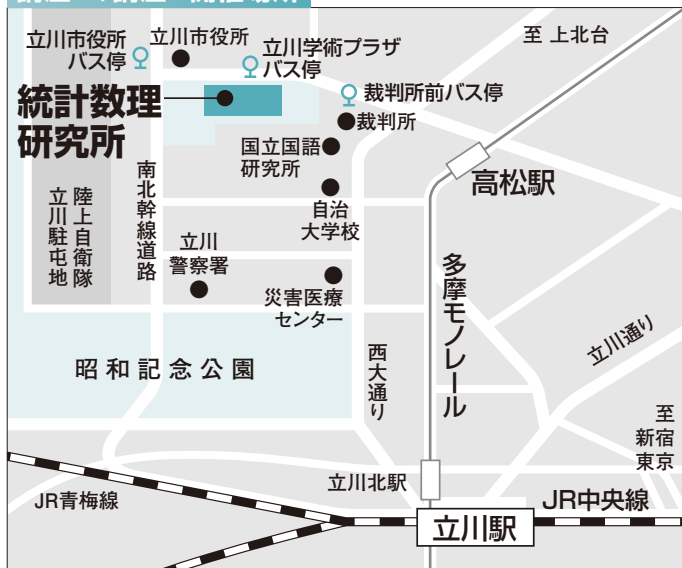 立川市役所
バス停
立川市役所
立川学術プラザ
バス停
至 上北台
裁判所前バス停
裁判所
統計数理
研究所
国立国語
研究所
高松駅
自治
大学校
南北幹線道路
陸上自衛隊
立川駐屯地
立川
警察署
災害医療
センター
多摩モノレール
立川通り
昭和記念公園
西大通り
至
新宿
東京
立川北駅
JR青梅線
JR中央線
立川駅